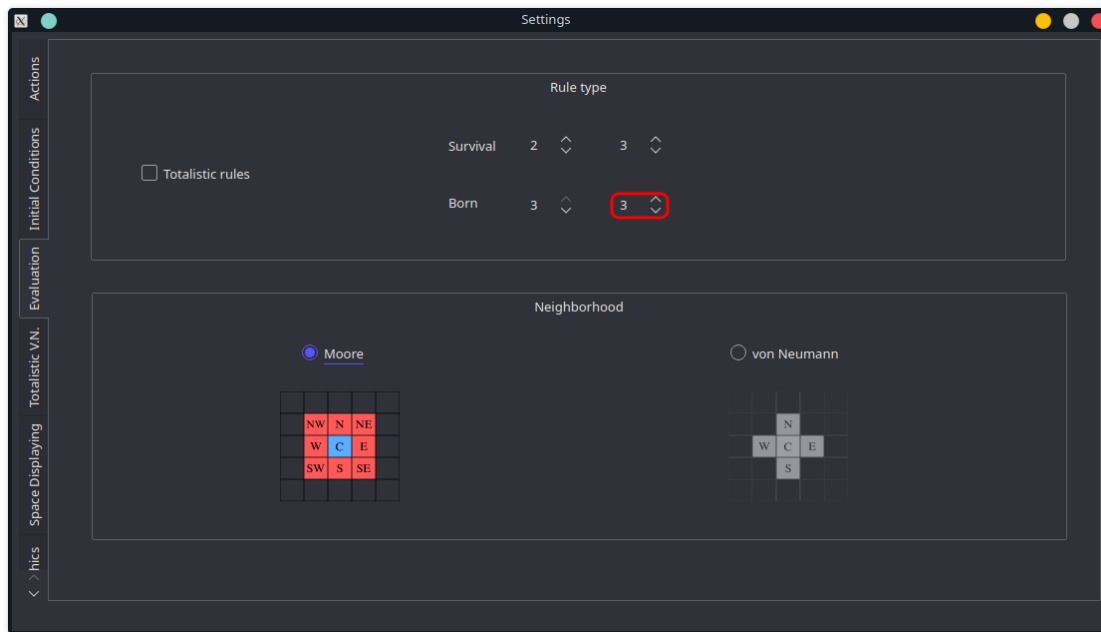 Settings
Actions
Initial Conditions
Evaluation
Totalistic V.N.
Space Displaying
hics
Rule type
Totalistic rules
Survival 2 3
Born 3 3
Neighborhood
Moore
NW N NE
W C E
SW S SE
von Neumann
N
W C E
S